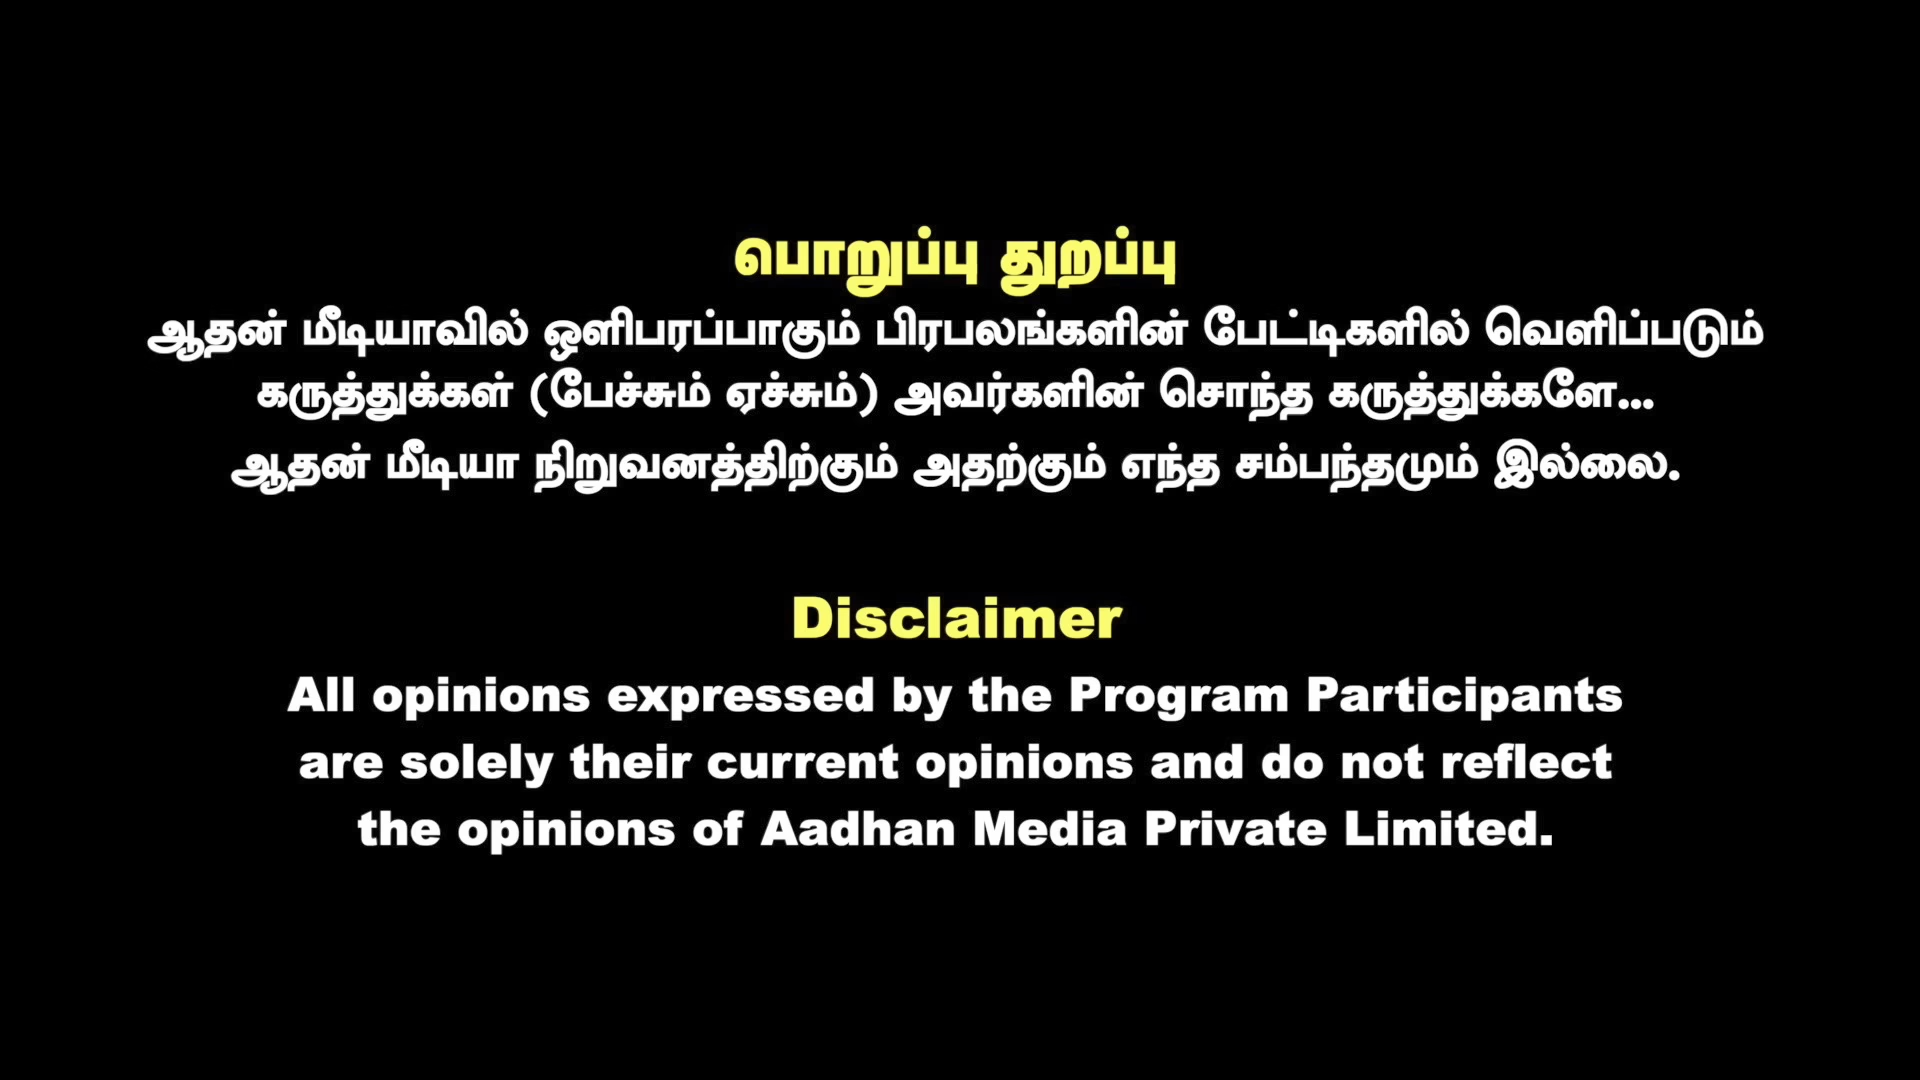 பொறுப்பு துறப்பு
ஆதன் மீடியாவில் ஒளிபரப்பாகும் பிரபலங்களின் பேட்டிகளில் வெளிப்படும்
கருத்துக்கள் (பேச்சும் ஏச்சும்) அவர்களின் சொந்த கருத்துக்களே...
ஆதன் மீடியா நிறுவனத்திற்கும் அதற்கும் எந்த சம்பந்தமும் இல்லை.
Disclaimer
All opinions expressed by the Program Participants
are solely their current opinions and do not reflect
the opinions of Aadhan Media Private Limited.